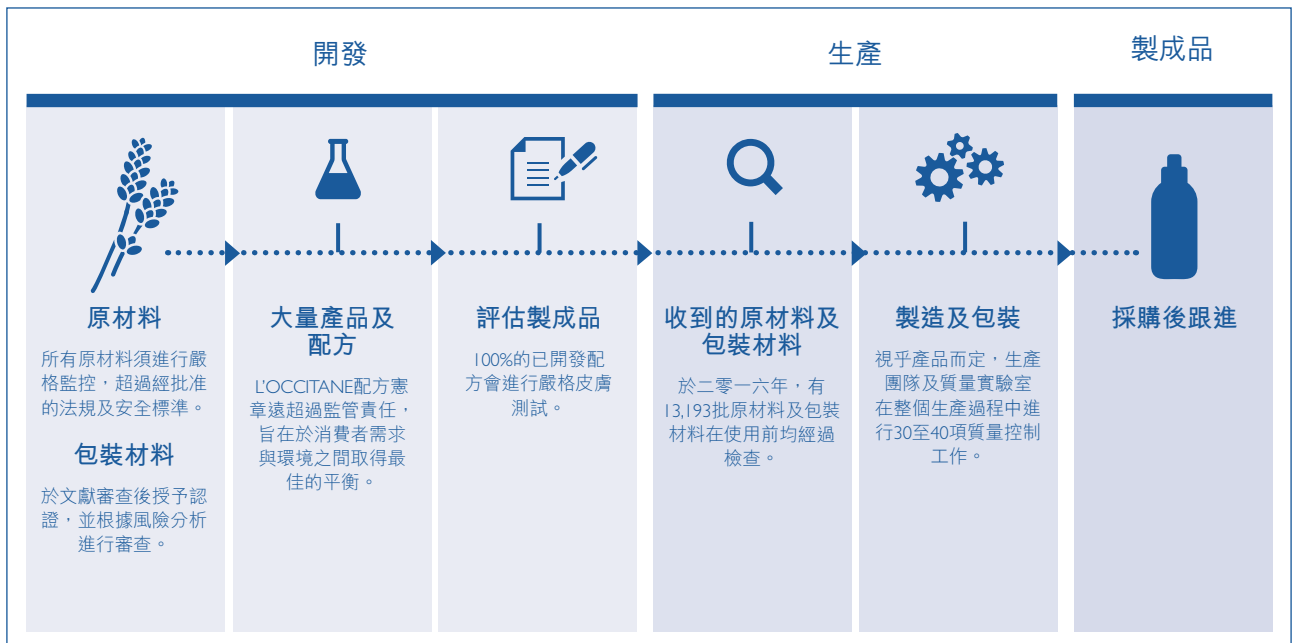 開發
生產
製成品
原材料
所有原材料須進行嚴
格監控，超過經批准
的法規及安全標準。
包裝材料
於文獻審查後授予認
證，並根據風險分析
進行審查。
大量產品及
配方
L'OCCITANE配方憲
章遠超過監管責任，
旨在於消費者需求
與環境之間取得最
佳的平衡。
評估製成品
100%的已開發配
方會進行嚴格皮膚
測試。
收到的原材料及
包裝材料
於二零一六年，有
13,193批原材料及包裝
材料在使用前均經過
檢查。
製造及包裝
視乎產品而定，生產
團隊及質量實驗室
在整個生產過程中進
行30至40項質量控制
工作。
採購後跟進